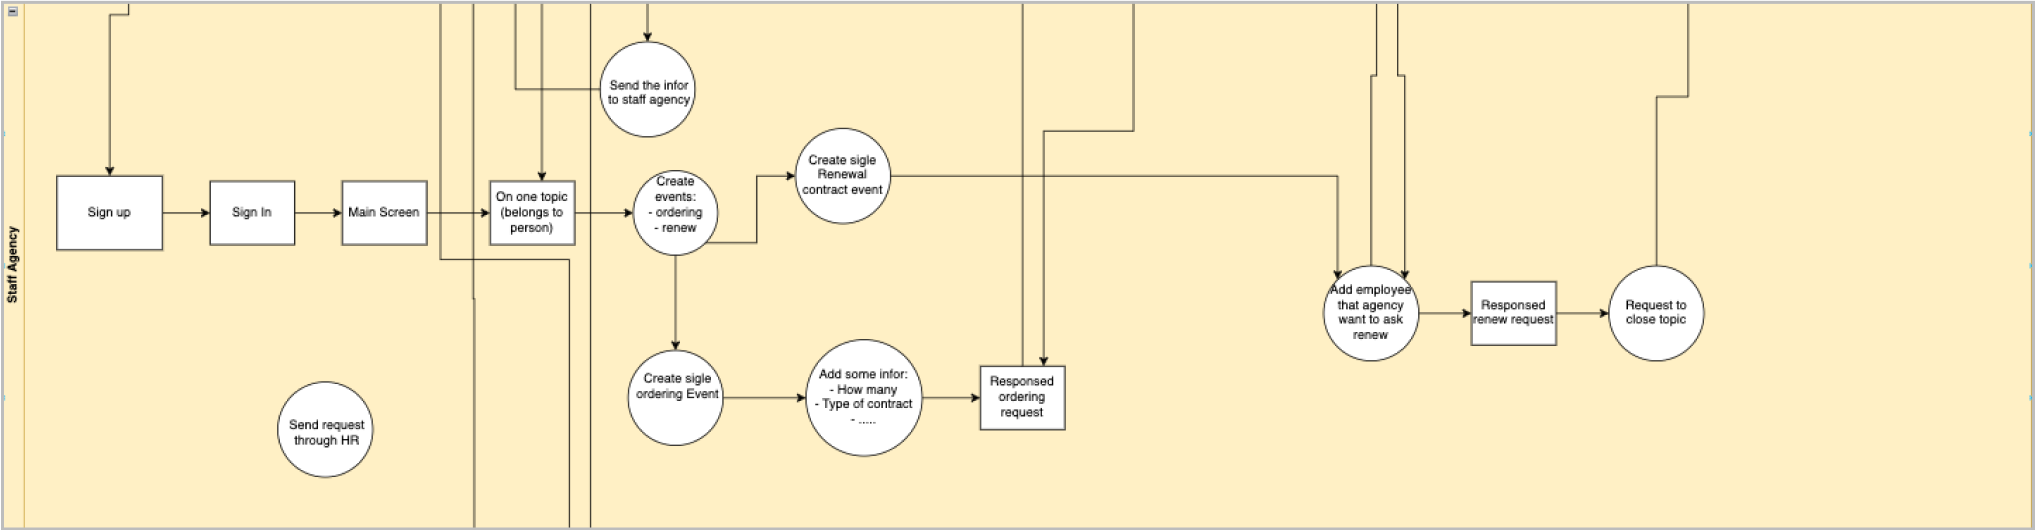 Staff Agency
Send the infor
to staff agency
Sign up
Sign In
Main Screen
On one topic
(belongs to
person)
Create
events:
- ordering
- renew
Create sigle
Renewal
contract event
Create sigle
ordering Event
Add some infor:
- How many
- Type of contract
- .....
Responsed
ordering
request
Add employee
that agency
want to ask
renew
Responsed
renew request
Request to
close topic
Send request
through HR